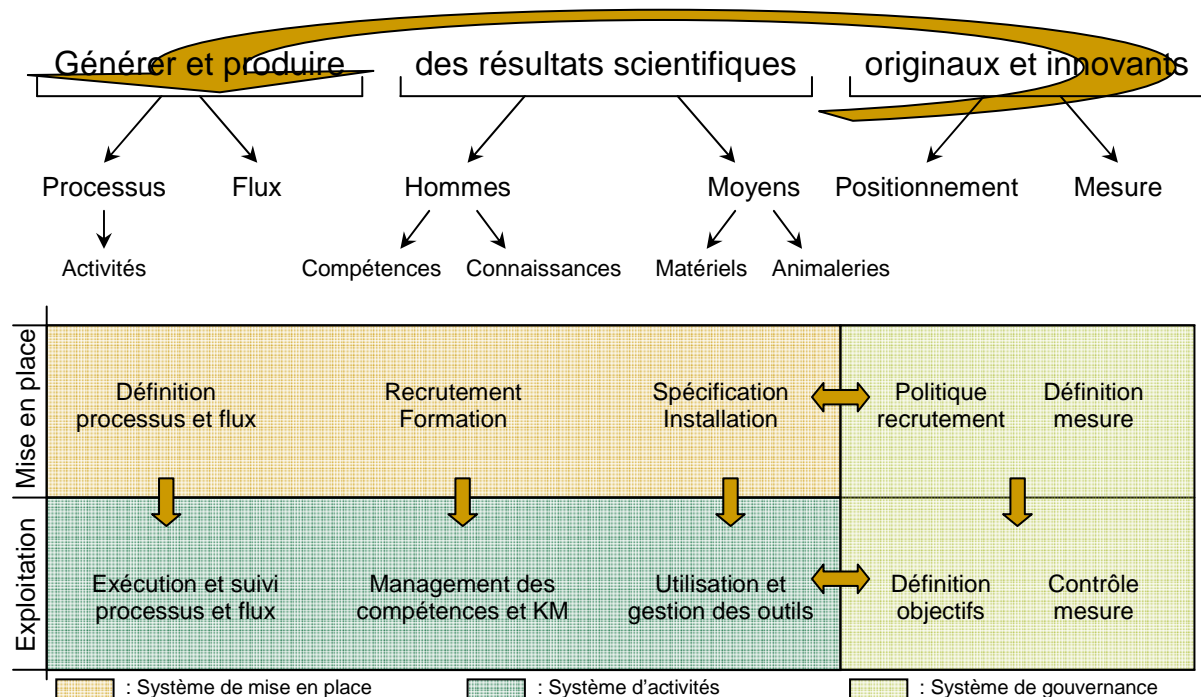 Générer et produire
des résultats scientifiques
originaux et innovants
Processus
Flux
Hommes
Moyens
Positionnement
Mesure
Activités
Compétences
Connaissances
Matériels
Animaleries
Mise en place
Définition
processus et flux
Recrutement
Formation
Spécification
Installation
Politique
recrutement
Définition
mesure
Exploitation
Exécution et suivi
processus et flux
Management des
compétences et KM
Utilisation et
gestion des outils
Définition
objectifs
Contrôle
mesure
: Système de mise en place
: Système d'activités
: Système de gouvernance